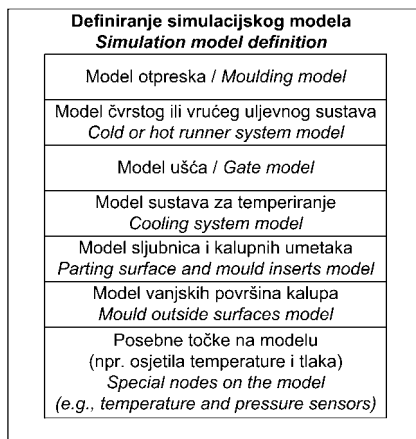 Definiranje simulacijskog modela
Simulation model definition
Model otpreska / Moulding model
Model čvrstog ili vrućeg uljevnog sustava
Cold or hot runner system model
Model ušća / Gate model
Model sustava za temperiranje
Cooling system model
Model sljubnica i kalupnih umetaka
Parting surface and mould inserts model
Model vanjskih površina kalupa
Mould outside surfaces model
Posebne točke na modelu
(npr. osjetila temperature i tlaka)
Special nodes on the model
(e.g., temperature and pressure sensors)